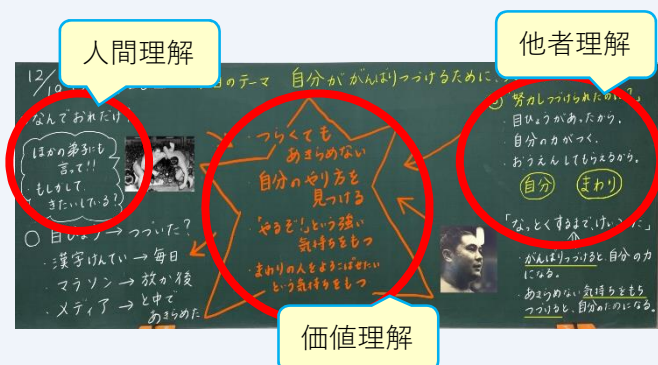 人間理解
他者理解
12/19
のテーマ 自分が がんばりつづけるために
なんでおれだけ
ほかの弟子にも
言って!!
もしかして、
きたいしている?
つらくても
あきらめない
自分のやり方を
見つける
「やるぞ!」という強い
気持ちをもつ
・まわりの人をよろこばせたい
という気持ちをもつ
努力しつづけられたのは?」
・目ひょうがあったから。
・自分の力がつく。
・おうえんしてもらえるから。
自分 まわり
○目ひょう→つづいた?
・漢字けんてい→毎日
・マラソン→放か後
・メディア→と中で
あきらめた
「なっとくするまで、けいこ
・がんばりつづけると、自分の力
になる。
・あきらめない気持ちをもち
つづけると、自分のためになる。
価値理解